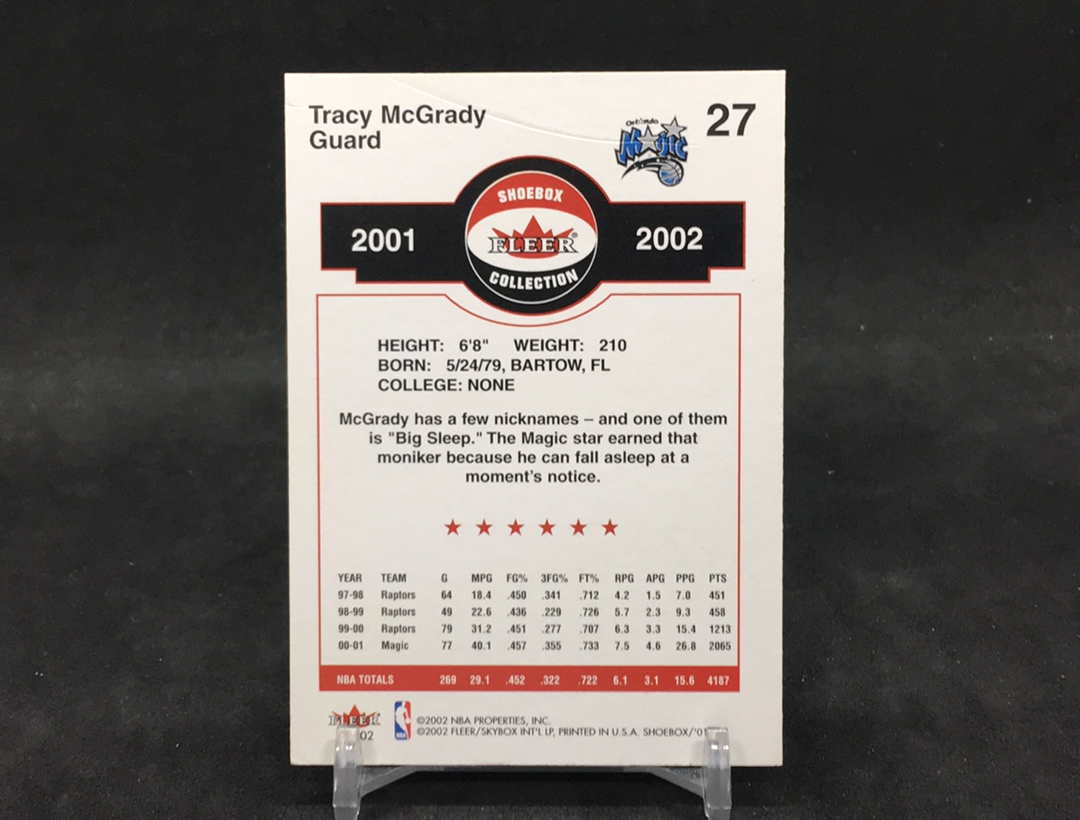 Tracy McGrady
Guard
Orlando
Magic
27
SHOEBOX
2001 FLEER® 2002
COLLECTION
HEIGHT: 6'8" WEIGHT: 210
BORN: 5/24/79, BARTOW, FL
COLLEGE: NONE
McGrady has a few nicknames – and one of them
is "Big Sleep." The Magic star earned that
moniker because he can fall asleep at a
moment's notice.
YEAR TEAM G MPG FG% 3FG% FT% RPG APG PPG PTS
97-98 Raptors 64 18.4 .450 .341 .712 4.2 1.5 7.0 451
98-99 Raptors 49 22.6 .436 .229 .726 5.7 2.3 9.3 458
99-00 Raptors 79 31.2 .451 .277 .707 6.3 3.3 15.4 1213
00-01 Magic 77 40.1 .457 .355 .733 7.5 4.6 26.8 2065
NBA TOTALS 269 29.1 .452 .322 .722 6.1 3.1 15.6 4187
FLEER
02
©2002 NBA PROPERTIES, INC.
©2002 FLEER/SKYBOX INT'L LP, PRINTED IN U.S.A. SHOEBOX/'01